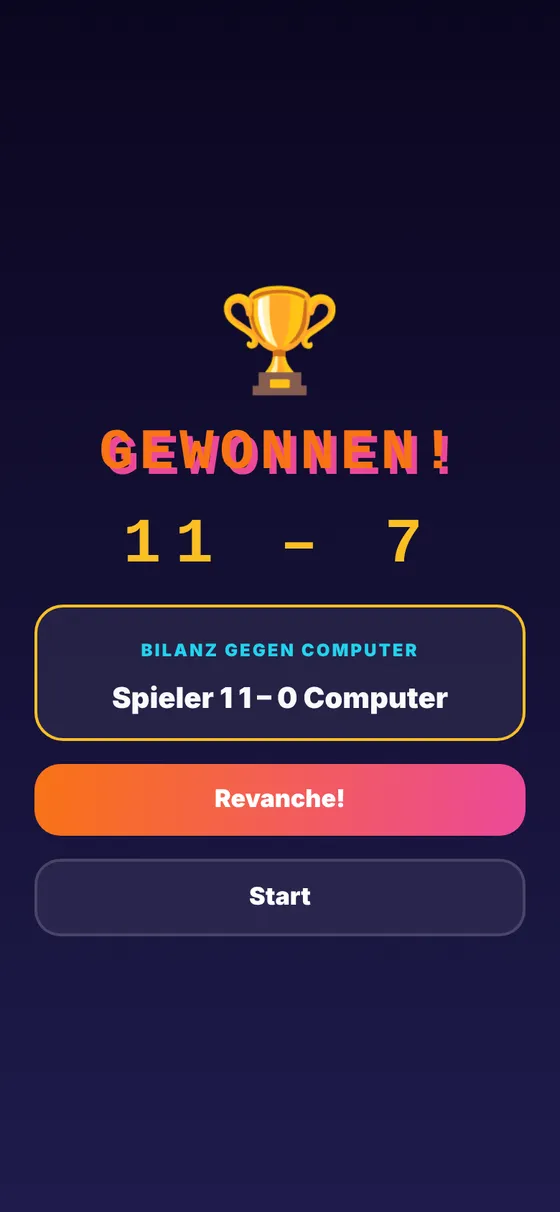 GEWONNEN!
11 – 7
BILANZ GEGEN COMPUTER
Spieler 11 – 0 Computer
Revanche!
Start